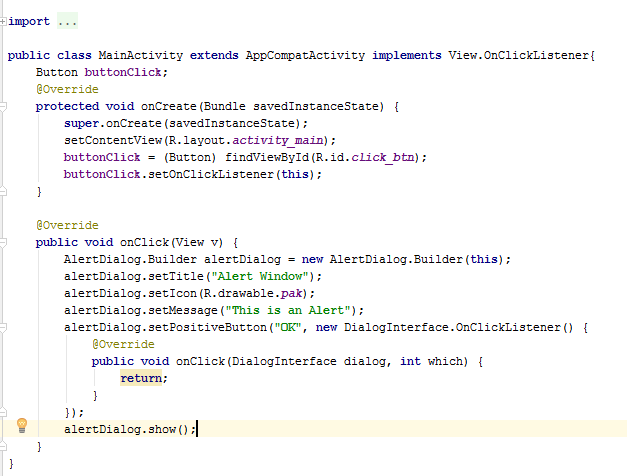 import ...
public class MainActivity extends AppCompatActivity implements View.OnClickListener{
    Button buttonClick;
    @Override
    protected void onCreate(Bundle savedInstanceState) {
        super.onCreate(savedInstanceState);
        setContentView(R.layout.activity_main);
        buttonClick = (Button) findViewById(R.id.click_btn);
        buttonClick.setOnClickListener(this);
    }
    @Override
    public void onClick(View v) {
        AlertDialog.Builder alertDialog = new AlertDialog.Builder(this);
        alertDialog.setTitle("Alert Window");
        alertDialog.setIcon(R.drawable.pak);
        alertDialog.setMessage("This is an Alert");
        alertDialog.setPositiveButton("OK", new DialogInterface.OnClickListener() {
            @Override
            public void onClick(DialogInterface dialog, int which) {
                return;
            }
        });
        alertDialog.show();
    }
}